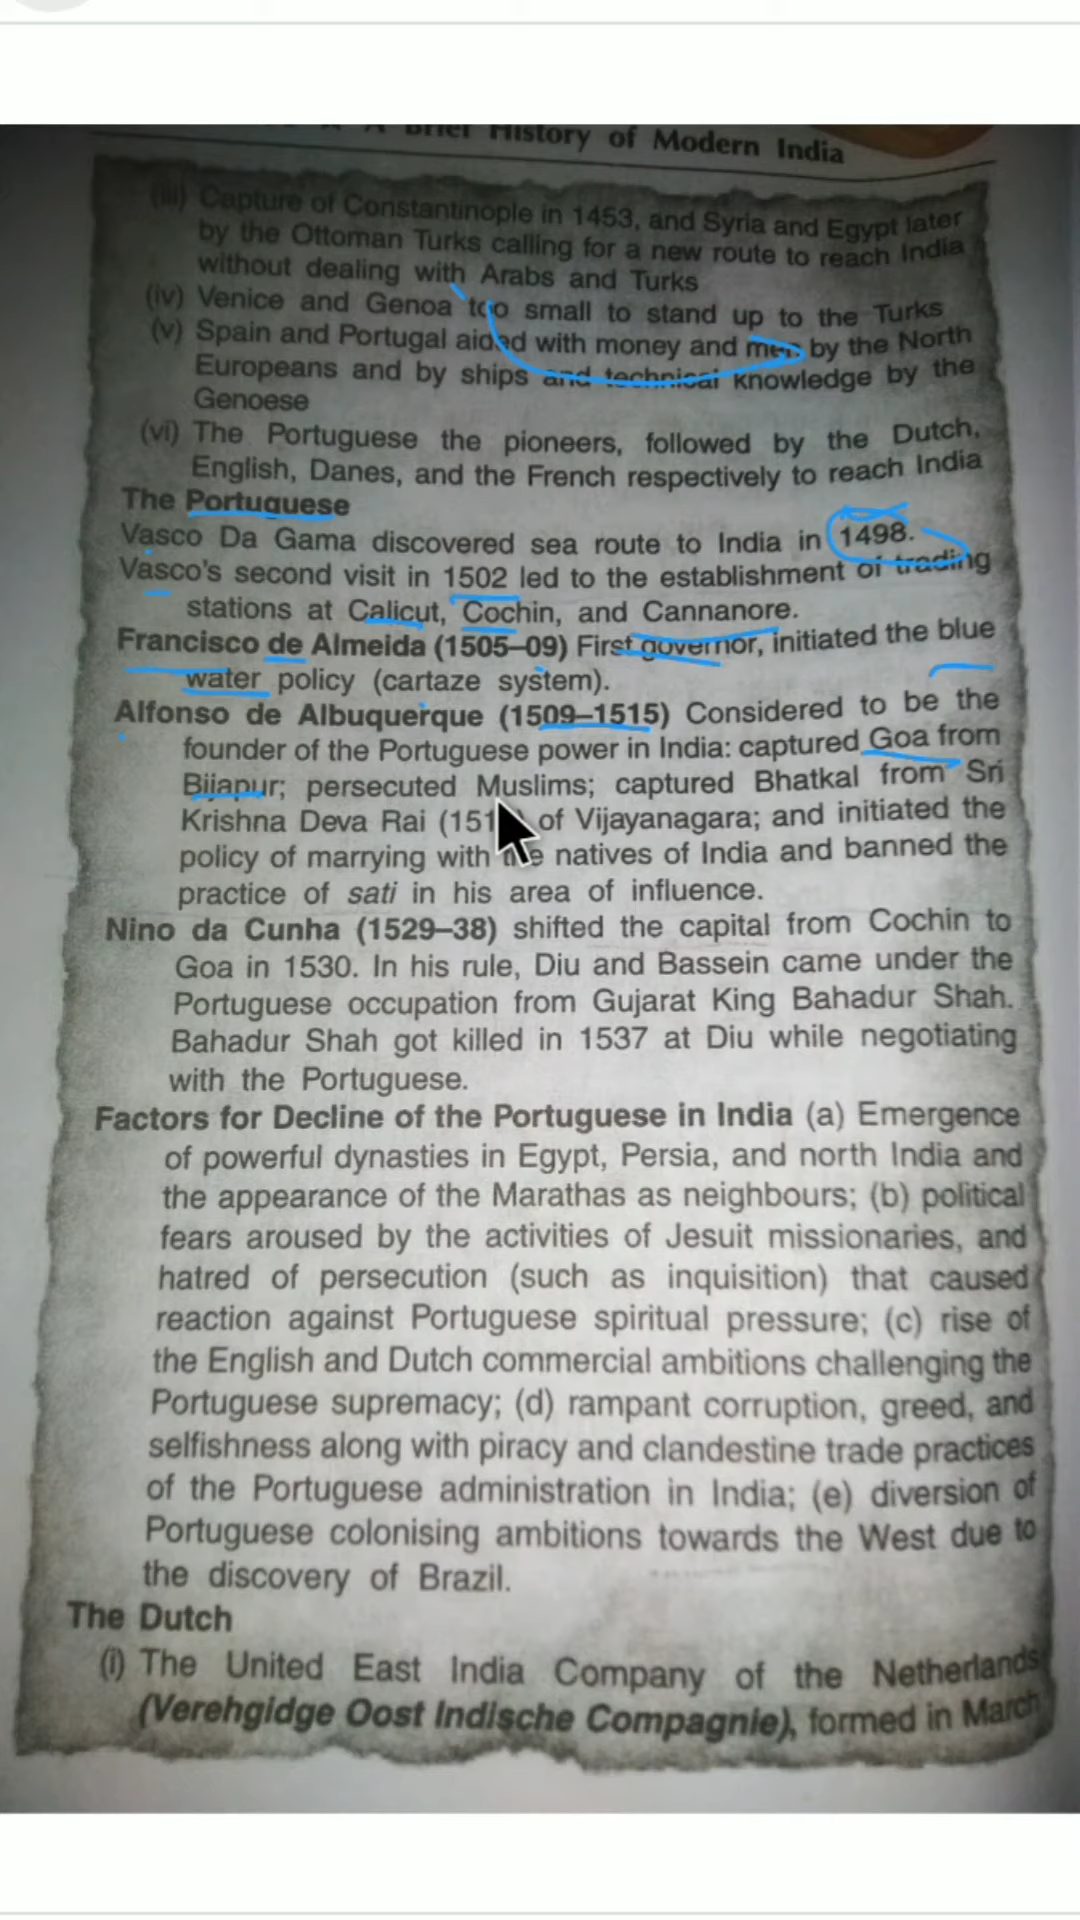 A Brief History of Modern India
(iii) Capture of Constantinople in 1453, and Syria and Egypt later
by the Ottoman Turks calling for a new route to reach India
without dealing with Arabs and Turks
(iv) Venice and Genoa too small to stand up to the Turks
(v) Spain and Portugal aided with money and men by the North
Europeans and by ships and technical knowledge by the
Genoese
(vi) The Portuguese the pioneers, followed by the Dutch,
English, Danes, and the French respectively to reach India
The Portuguese
Vasco Da Gama discovered sea route to India in 1498.
Vasco's second visit in 1502 led to the establishment of trading
stations at Calicut, Cochin, and Cannanore.
Francisco de Almeida (1505–09) First governor, initiated the blue
water policy (cartaze system).
Alfonso de Albuquerque (1509–1515) Considered to be the
founder of the Portuguese power in India: captured Goa from
Bijapur; persecuted Muslims; captured Bhatkal from Sri
Krishna Deva Rai of Vijayanagara; and initiated the
policy of marrying with the natives of India and banned the
practice of sati in his area of influence.
Nino da Cunha (1529–38) shifted the capital from Cochin to
Goa in 1530. In his rule, Diu and Bassein came under the
Portuguese occupation from Gujarat King Bahadur Shah.
Bahadur Shah got killed in 1537 at Diu while negotiating
with the Portuguese.
Factors for Decline of the Portuguese in India (a) Emergence
of powerful dynasties in Egypt, Persia, and north India and
the appearance of the Marathas as neighbours; (b) political
fears aroused by the activities of Jesuit missionaries, and
hatred of persecution (such as inquisition) that caused
reaction against Portuguese spiritual pressure; (c) rise of
the English and Dutch commercial ambitions challenging the
Portuguese supremacy; (d) rampant corruption, greed, and
selfishness along with piracy and clandestine trade practices
of the Portuguese administration in India; (e) diversion of
Portuguese colonising ambitions towards the West due to
the discovery of Brazil.
The Dutch
(i) The United East India Company of the Netherlands
(Verehgidge Oost Indische Compagnie), formed in March